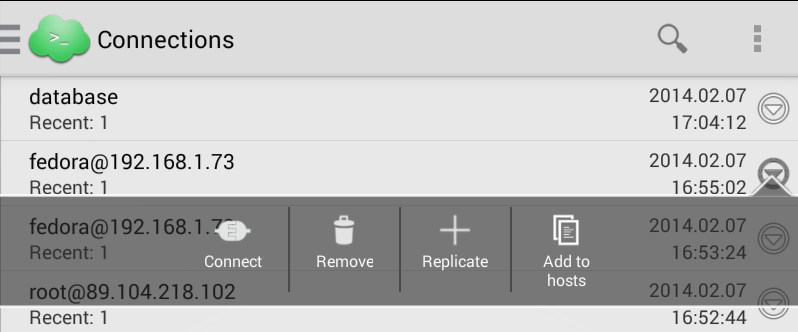 >_ Connections
database 2014.02.07
Recent: 1 17:04:12
fedora@192.168.1.73 2014.02.07
Recent: 1 16:55:02
fedora@192.168.1.73 2014.02.07
Recent: 1 16:53:24
Connect Remove Replicate Add to
hosts
root@89.104.218.102 2014.02.07
Recent: 1 16:52:44